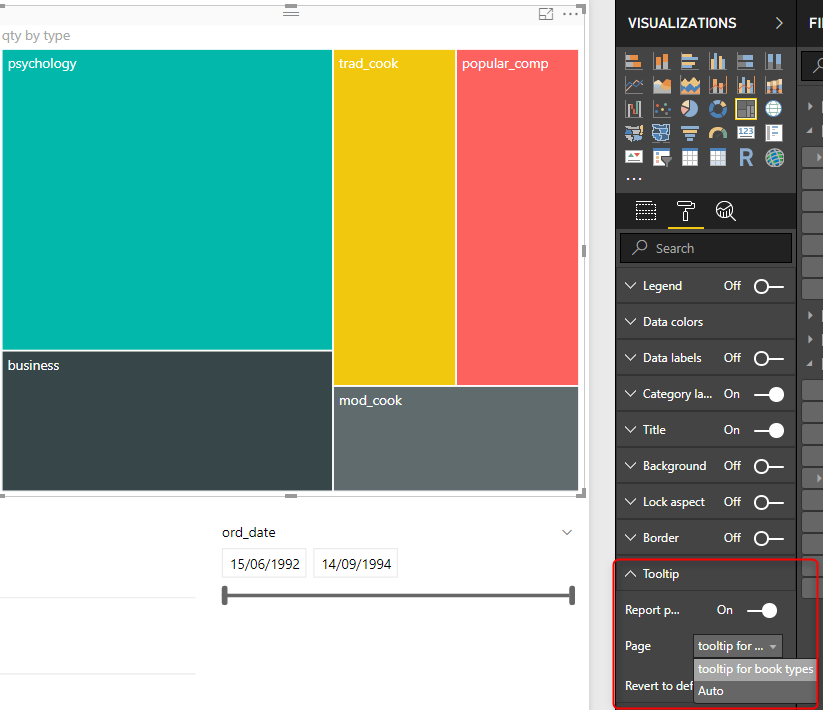 qty by type
psychology
trad_cook
popular_comp
business
mod_cook
ord_date
15/06/1992
14/09/1994
VISUALIZATIONS
FI
123
R
...
Search
Legend Off
Data colors
Data labels Off
Category la... On
Title On
Background Off
Lock aspect Off
Border Off
Tooltip
Report p... On
Page tooltip for ...
tooltip for book types
Revert to def
Auto